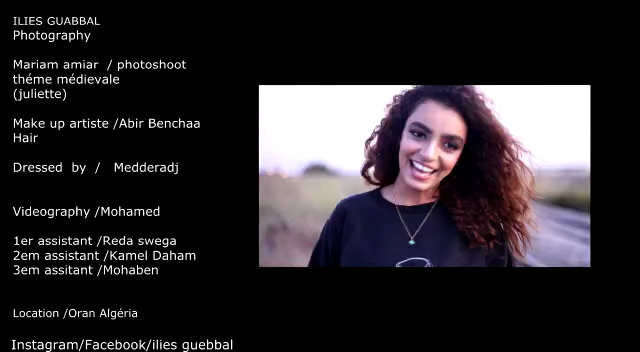 ILIES GUABBAL
Photography
Mariam amiar / photoshoot
théme médievale
(juliette)
Make up artiste /Abir Benchaa
Hair
Dressed by / Medderadj
Videography /Mohamed
1er assistant /Reda swega
2em assistant /Kamel Daham
3em assitant /Mohaben
Location /Oran Algéria
Instagram/Facebook/ilies guebbal